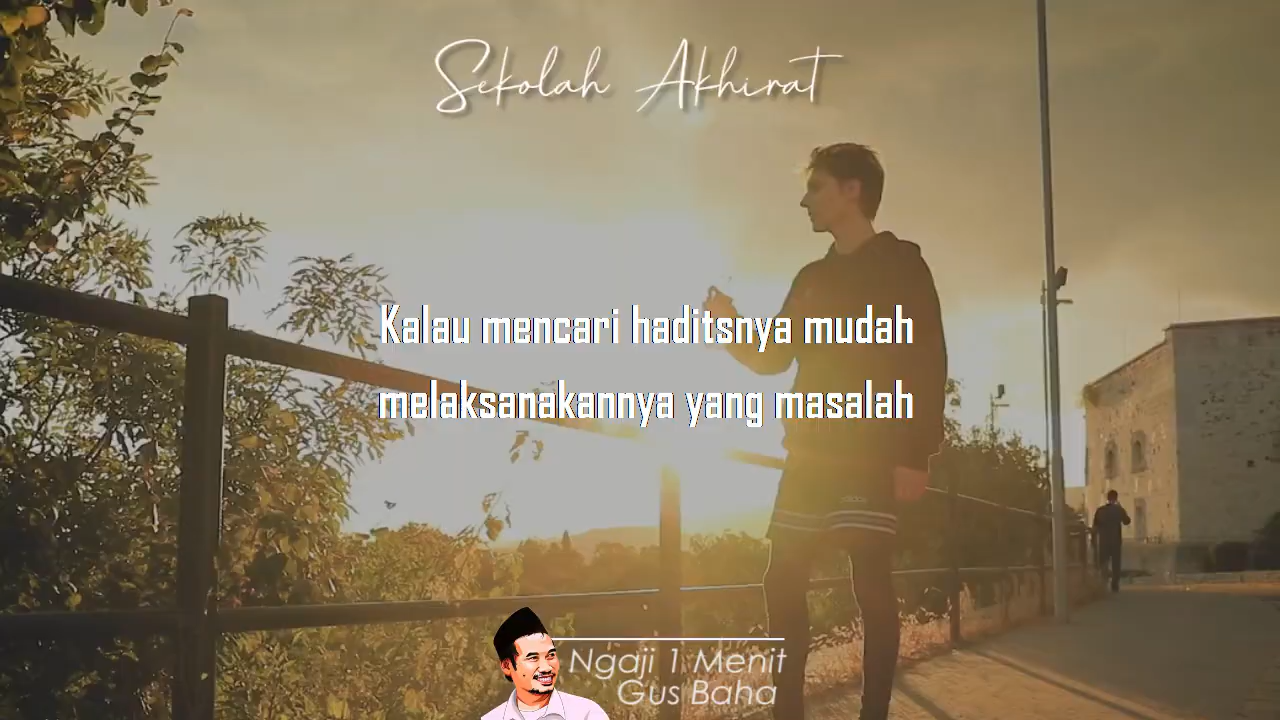 Sekolah Akhirat
Kalau mencari haditsnya mudah
melaksanakannya yang masalah
Ngaji 1 Menit
Gus Baha